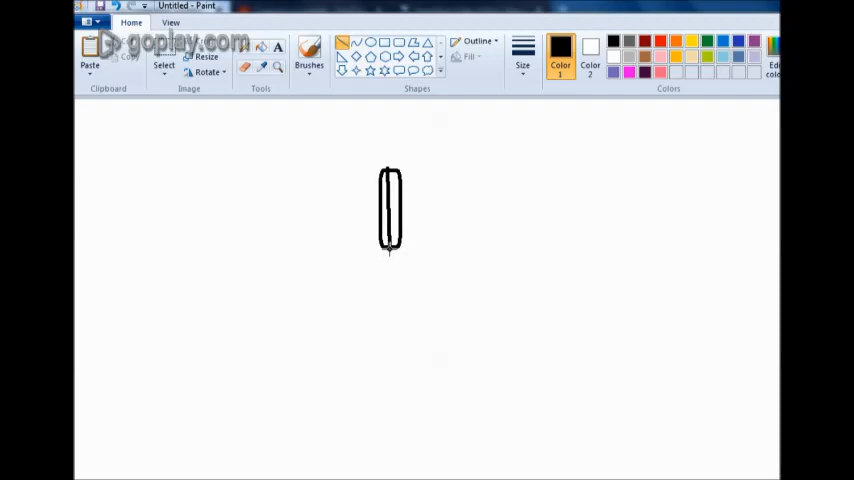 Untitled - Paint
Home View
goplay.com
Paste
Copy
Select
Resize
Rotate
A
Brushes
Outline
Fill
Size
Color 1
Color 2
Clipboard
Image
Tools
Shapes
Colors